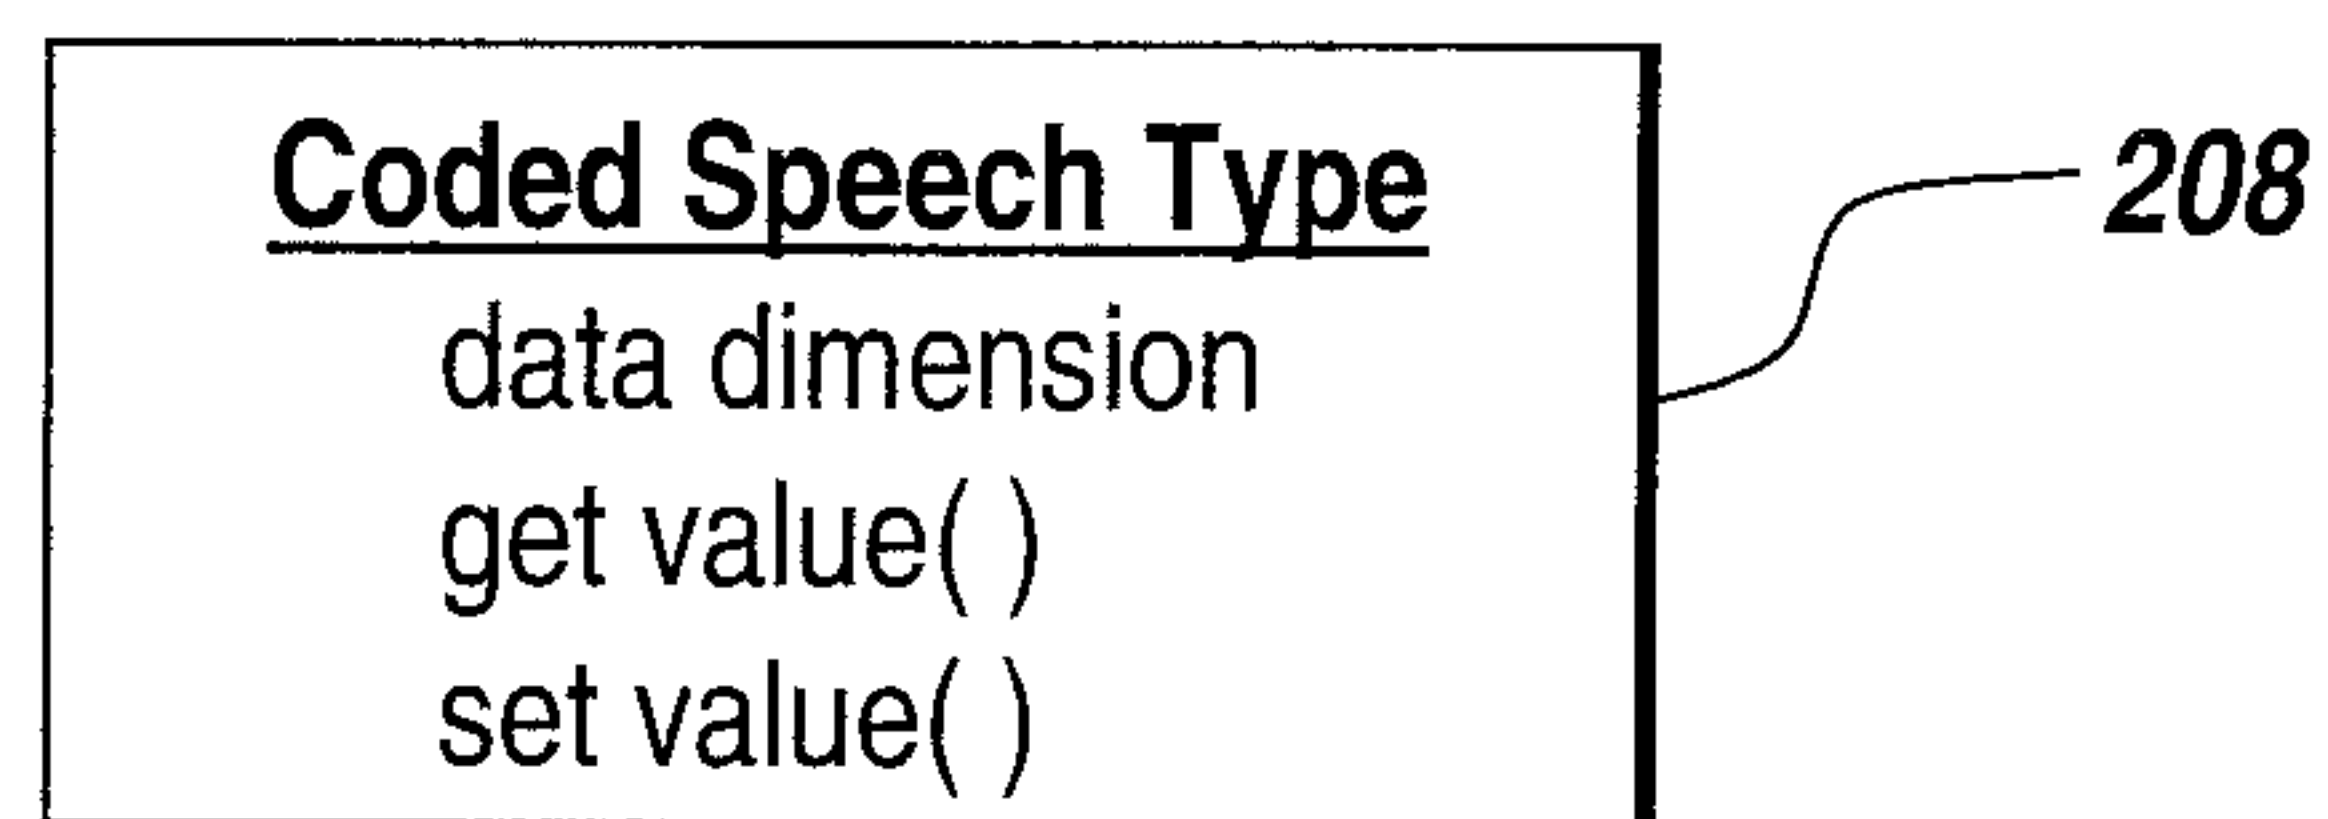 Coded Speech Type
208
data dimension
get value( )
set value( )